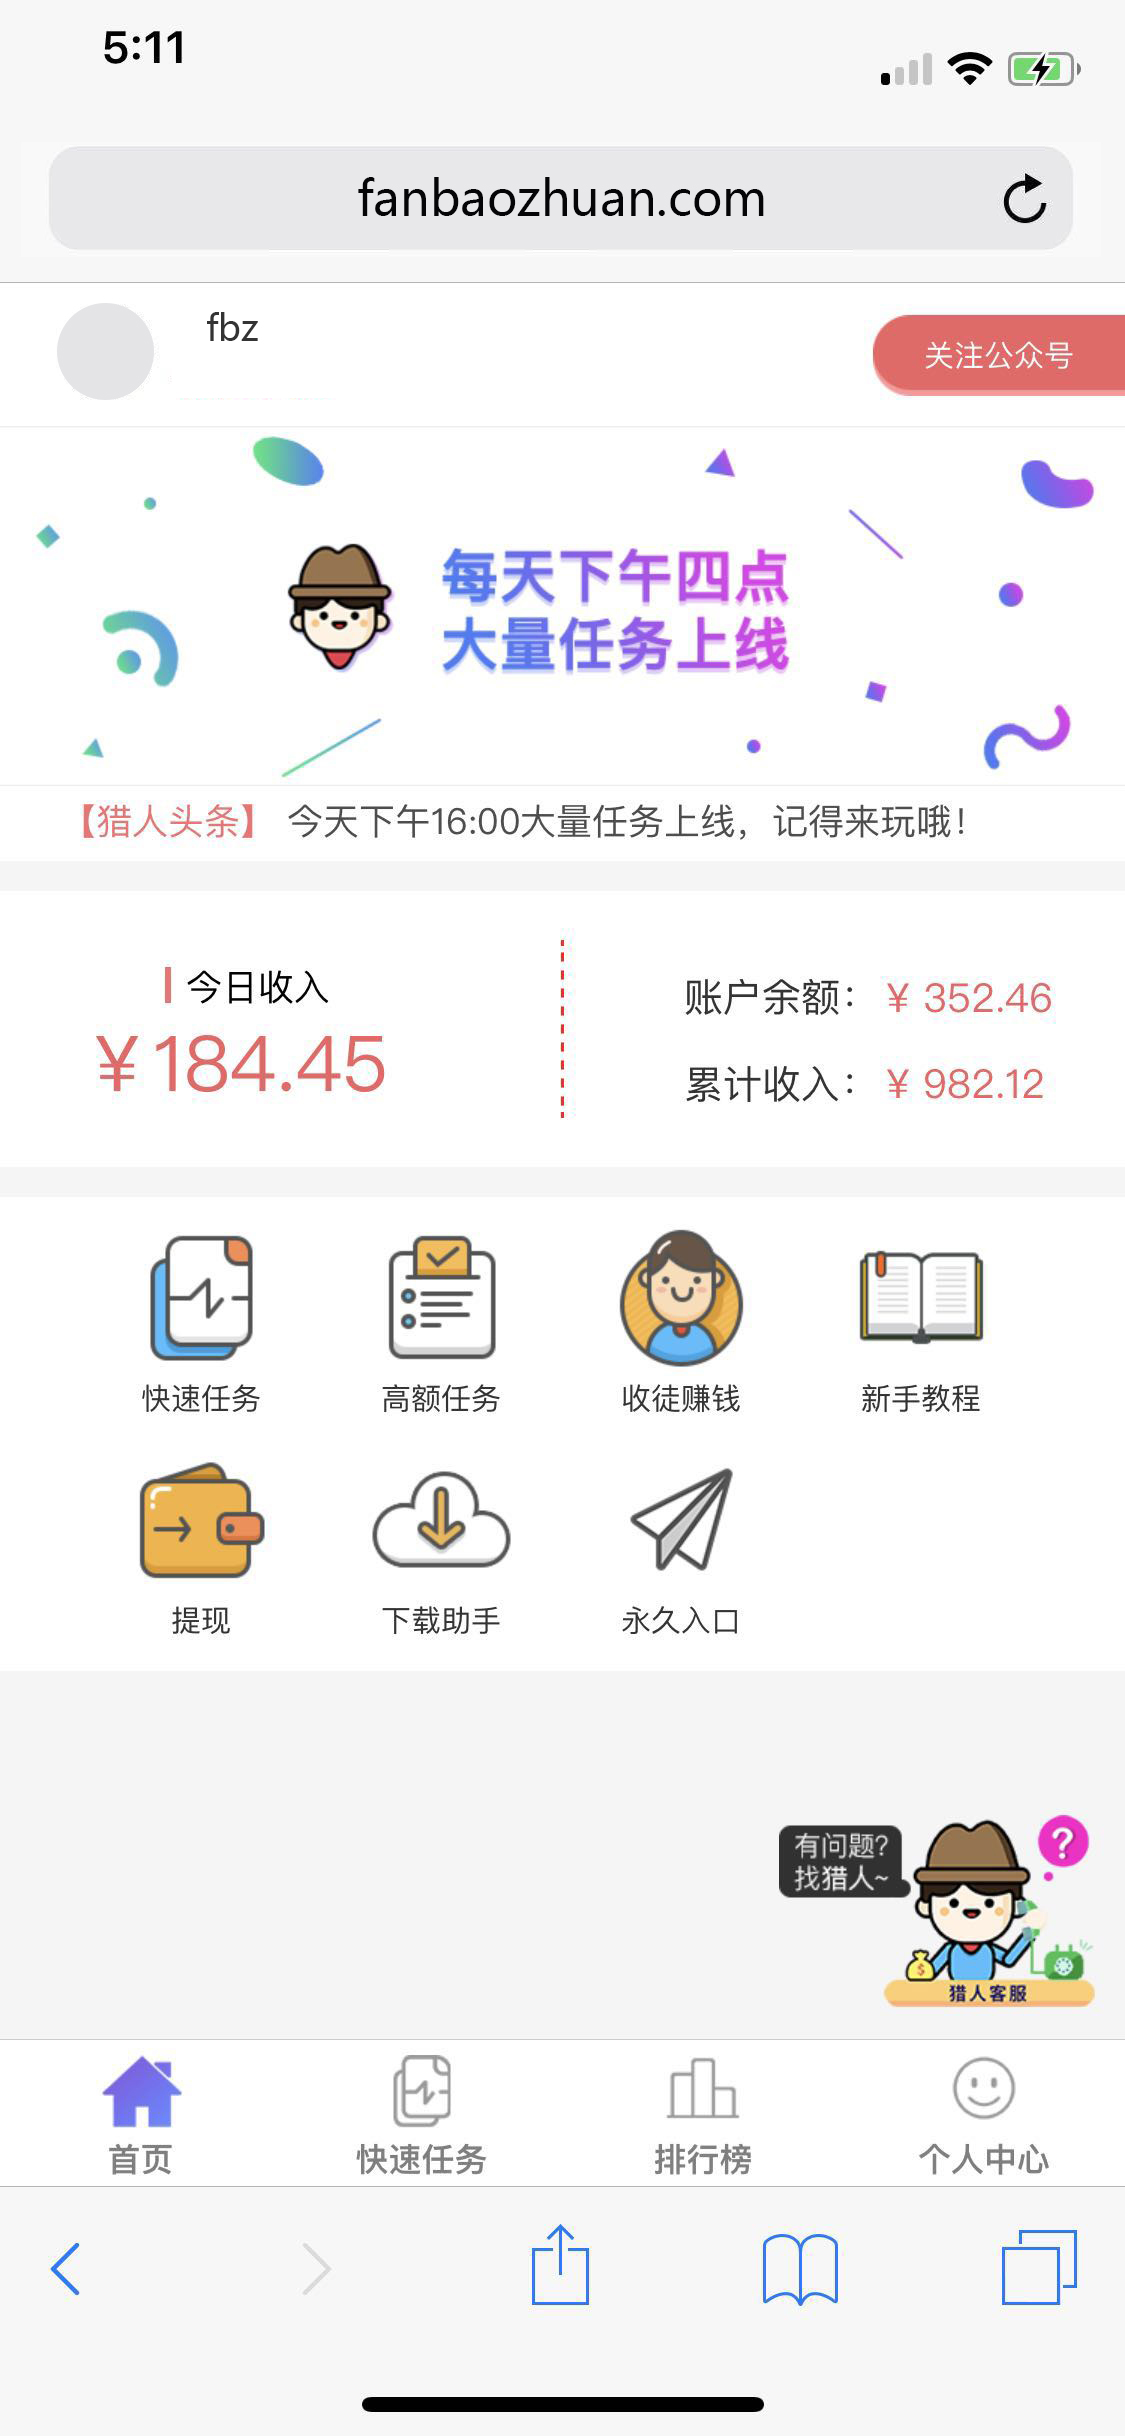 5:11
fanbaozhuan.com
fbz
关注公众号
每天下午四点
大量任务上线
【猎人头条】 今天下午16:00大量任务上线，记得来玩哦！
今日收入
¥184.45
账户余额： ¥ 352.46
累计收入： ¥ 982.12
快速任务 高额任务 收徒赚钱 新手教程
提现 下载助手 永久入口
有问题?
找猎人~
?
$
猎人客服
首页 快速任务 排行榜 个人中心